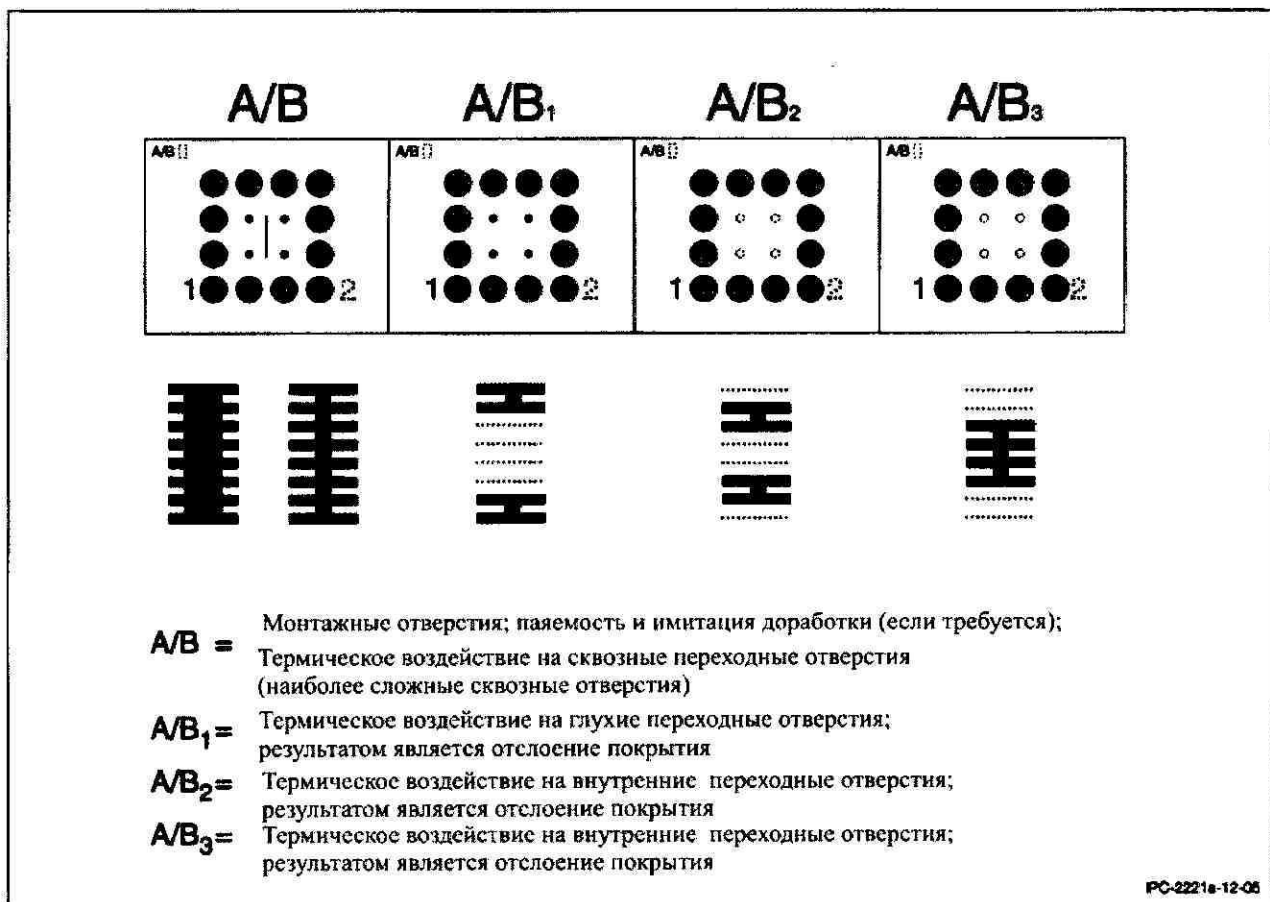 A/B A/B₁ A/B₂ A/B₃
A/B A/B A/B A/B
1 2 1 2 1 2 1 2
A/B = Монтажные отверстия; паяемость и имитация доработки (если требуется);
Термическое воздействие на сквозные переходные отверстия
(наиболее сложные сквозные отверстия)
A/B₁= Термическое воздействие на глухие переходные отверстия;
результатом является отслоение покрытия
A/B₂= Термическое воздействие на внутренние переходные отверстия;
результатом является отслоение покрытия
A/B₃= Термическое воздействие на внутренние переходные отверстия;
результатом является отслоение покрытия
IPC-2221a-12-05